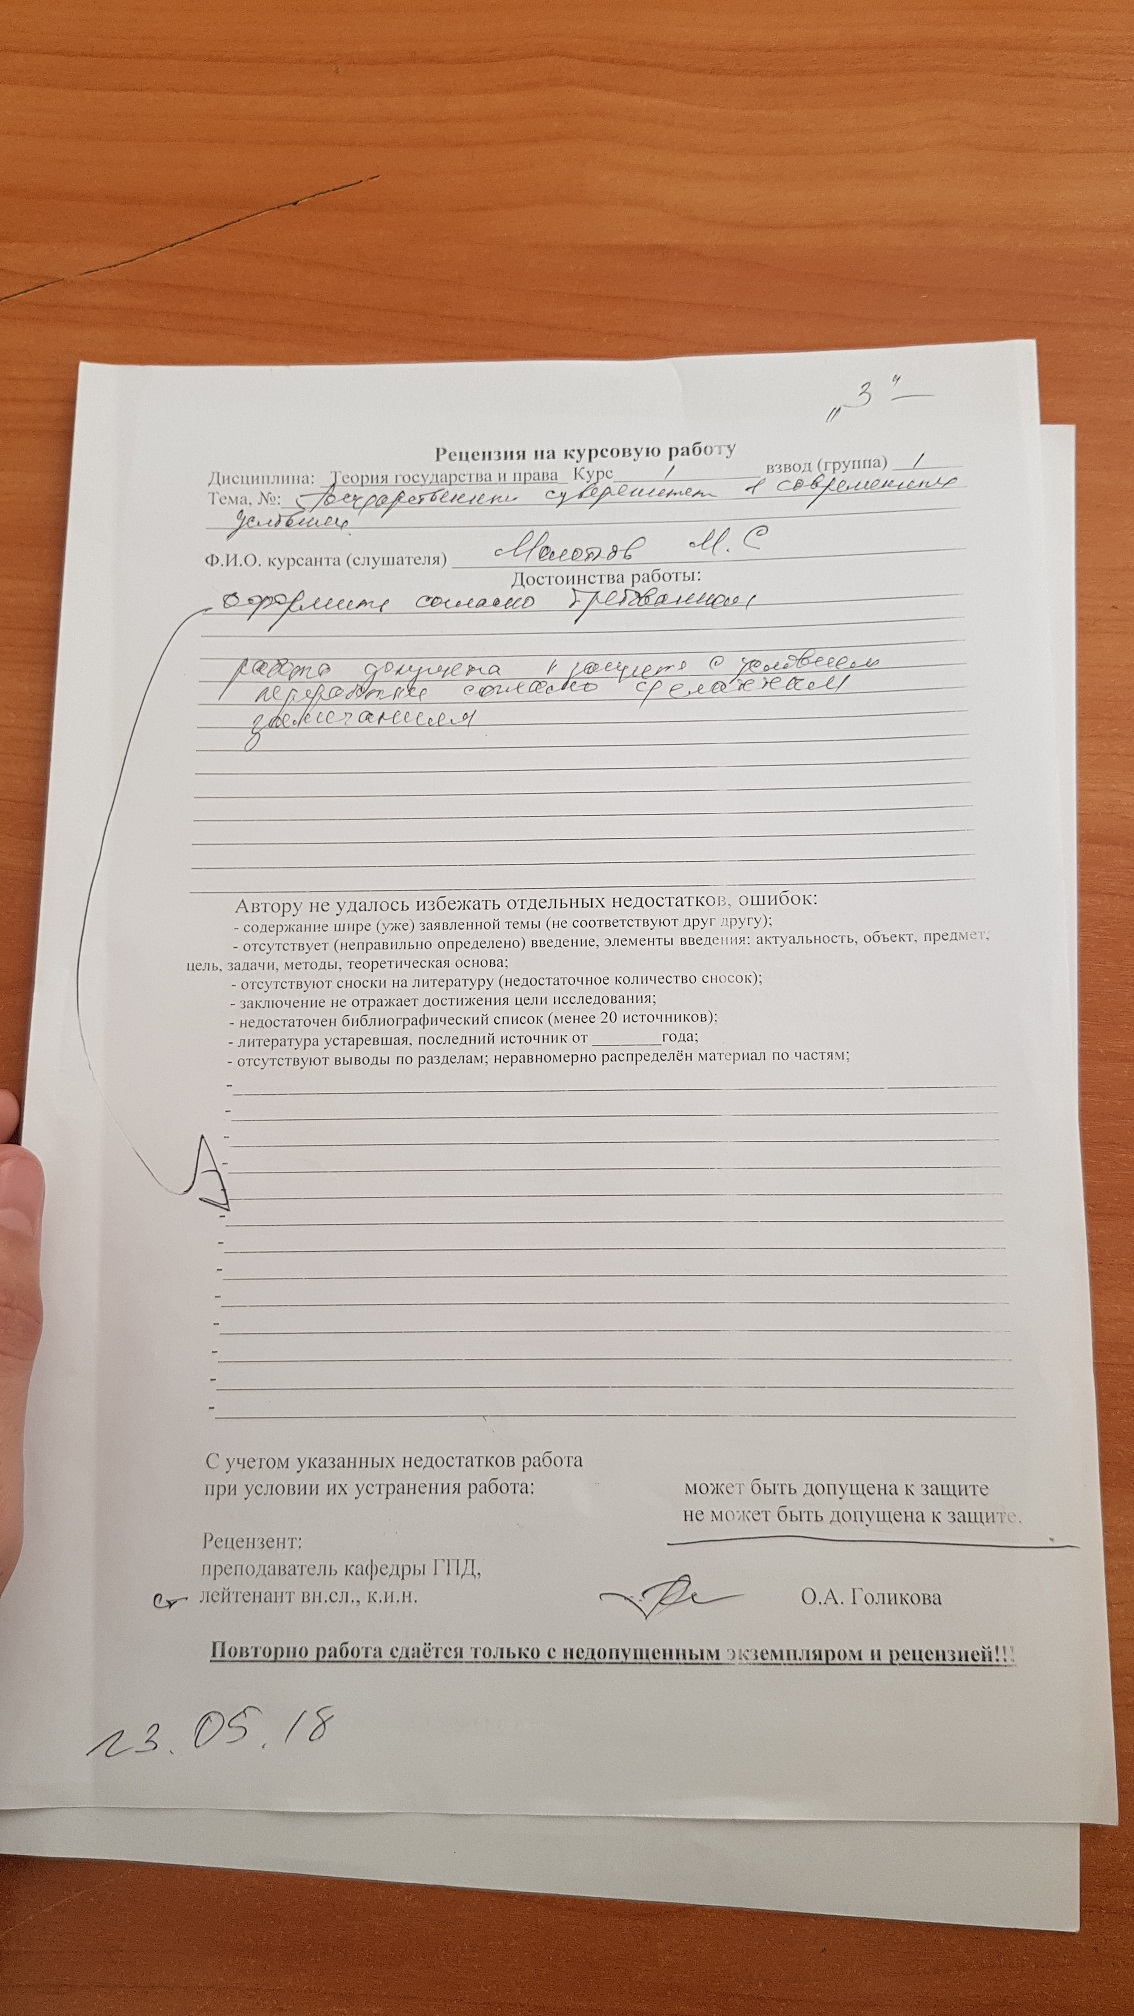 „3"
Рецензия на курсовую работу
Дисциплина: Теория государства и права Курс 1 взвод (группа) 1
Тема, №: Государственный суверенитет в современных
условиях
Ф.И.О. курсанта (слушателя) М. С
Достоинства работы:
оформить согласно требованиям
работа допущена к защите с условием
переработки согласно сделанным
замечаниям
Автору не удалось избежать отдельных недостатков, ошибок:
- содержание шире (уже) заявленной темы (не соответствуют друг другу);
- отсутствует (неправильно определено) введение, элементы введения: актуальность, объект, предмет,
цель, задачи, методы, теоретическая основа;
- отсутствуют сноски на литературу (недостаточное количество сносок);
- заключение не отражает достижения цели исследования;
- недостаточен библиографический список (менее 20 источников);
- литература устаревшая, последний источник от ________года;
- отсутствуют выводы по разделам; неравномерно распределён материал по частям;
С учетом указанных недостатков работа
при условии их устранения работа: может быть допущена к защите
не может быть допущена к защите.
Рецензент:
преподаватель кафедры ГПД,
ст лейтенант вн.сл., к.и.н. О.А. Голикова
Повторно работа сдаётся только с недопущенным экземпляром и рецензией!!!
23.05.18